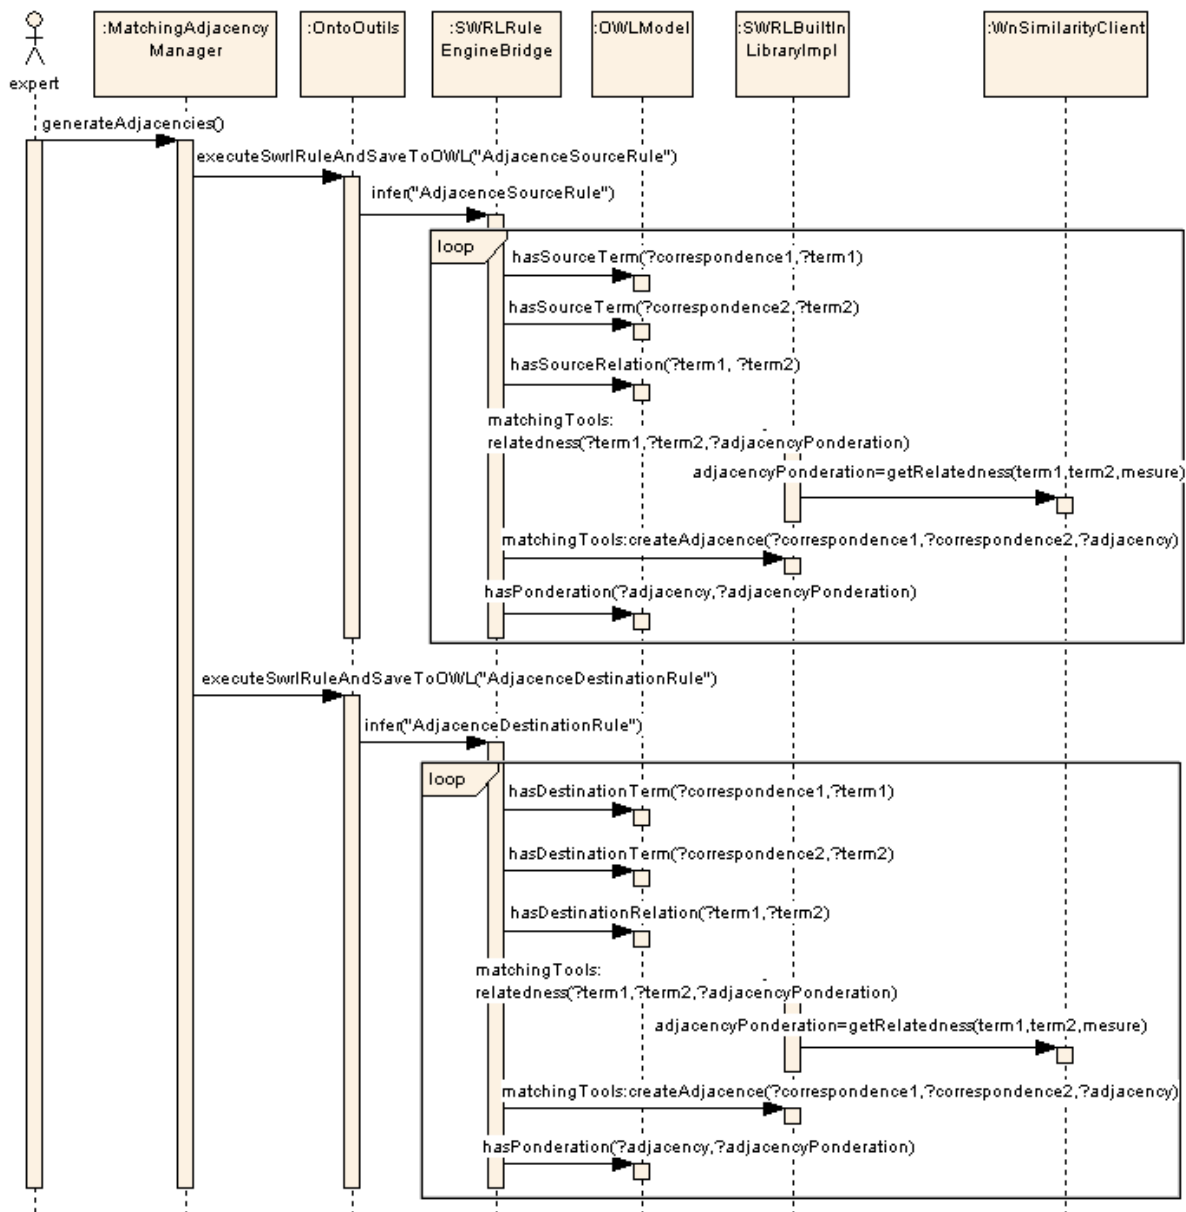 :MatchingAdjacency
Manager
:OntoOutils
:SWRLRule
EngineBridge
:OWLModel
:SWRLBuiltIn
LibraryImpl
:WnSimilarityClient
expert
generateAdjacencies()
executeSwrlRuleAndSaveToOWL("AdjacenceSourceRule")
infer("AdjacenceSourceRule")
loop
hasSourceTerm(?correspondence1,?term1)
hasSourceTerm(?correspondence2,?term2)
hasSourceRelation(?term1, ?term2)
matchingTools:
relatedness(?term1,?term2,?adjacencyPonderation)
adjacencyPonderation=getRelatedness(term1,term2,mesure)
matchingTools:createAdjacence(?correspondence1,?correspondence2,?adjacency)
hasPonderation(?adjacency,?adjacencyPonderation)
executeSwrlRuleAndSaveToOWL("AdjacenceDestinationRule")
infer("AdjacenceDestinationRule")
loop
hasDestinationTerm(?correspondence1,?term1)
hasDestinationTerm(?correspondence2,?term2)
hasDestinationRelation(?term1,?term2)
matchingTools:
relatedness(?term1,?term2,?adjacencyPonderation)
adjacencyPonderation=getRelatedness(term1,term2,mesure)
matchingTools:createAdjacence(?correspondence1,?correspondence2,?adjacency)
hasPonderation(?adjacency,?adjacencyPonderation)